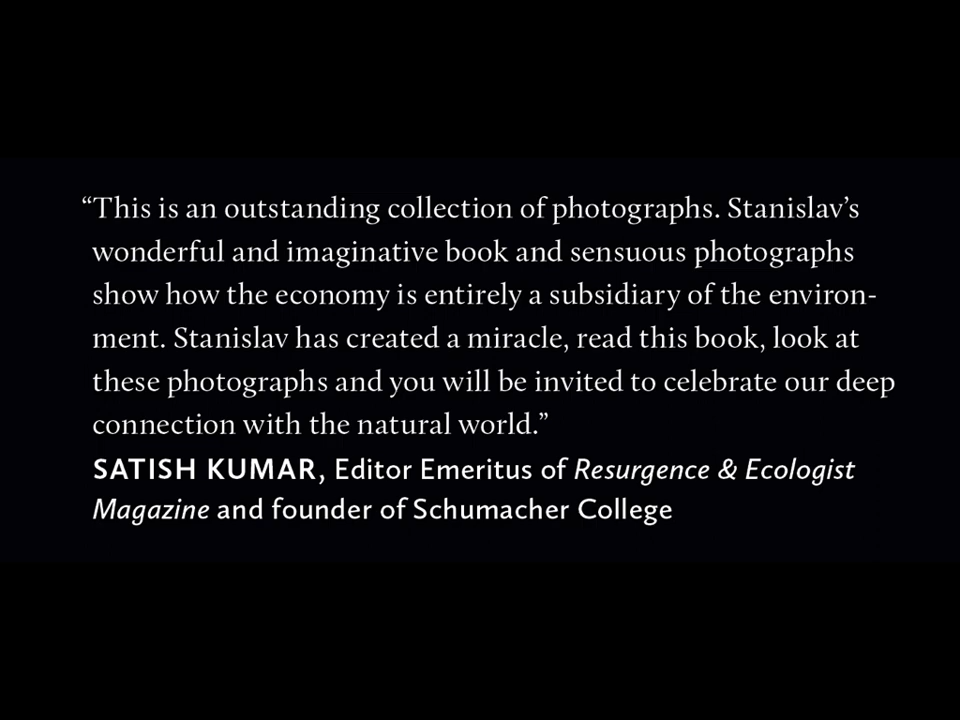 “This is an outstanding collection of photographs. Stanislav’s
wonderful and imaginative book and sensuous photographs
show how the economy is entirely a subsidiary of the environ-
ment. Stanislav has created a miracle, read this book, look at
these photographs and you will be invited to celebrate our deep
connection with the natural world.”
SATISH KUMAR, Editor Emeritus of Resurgence & Ecologist
Magazine and founder of Schumacher College